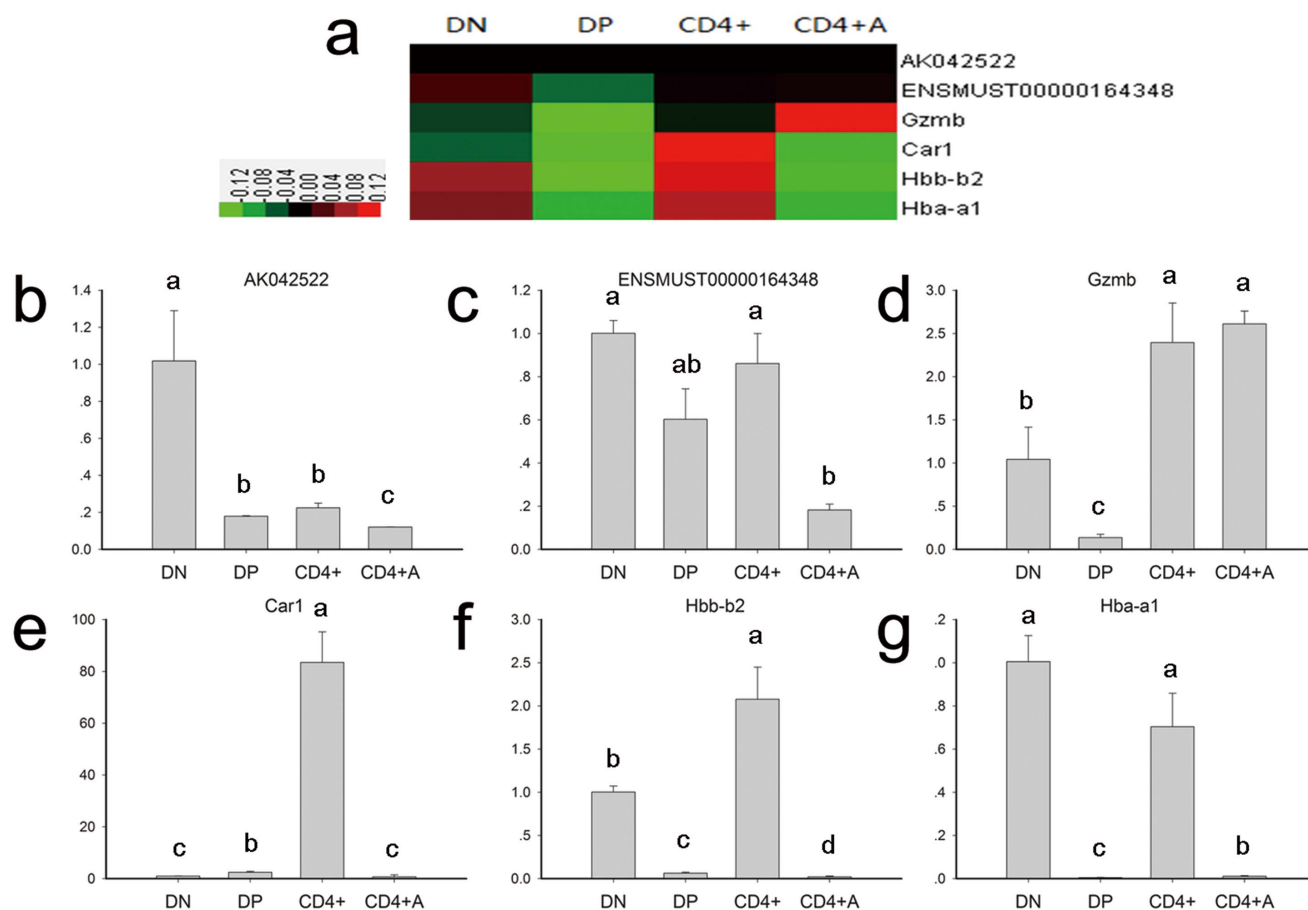 a
DN DP CD4+ CD4+A
AK042522
ENSMUST00000164348
Gzmb
Car1
Hbb-b2
Hba-a1
-0.12 -0.08 -0.04 0.00 0.04 0.08 0.12
b
AK042522
1.4
1.2
1.0
.8
.6
.4
.2
0.0
a
b
b
c
DN DP CD4+ CD4+A
c
ENSMUST00000164348
1.2
1.0
.8
.6
.4
.2
0.0
a
ab
a
b
DN DP CD4+ CD4+A
d
Gzmb
3.0
2.5
2.0
1.5
1.0
.5
0.0
b
c
a
a
DN DP CD4+ CD4+A
e
Car1
100
80
60
40
20
0
c
b
a
c
DN DP CD4+ CD4+A
f
Hbb-b2
3.0
2.5
2.0
1.5
1.0
.5
0.0
b
c
a
d
DN DP CD4+ CD4+A
g
Hba-a1
.2
.0
.8
.6
.4
.2
.0
a
c
a
b
DN DP CD4+ CD4+A